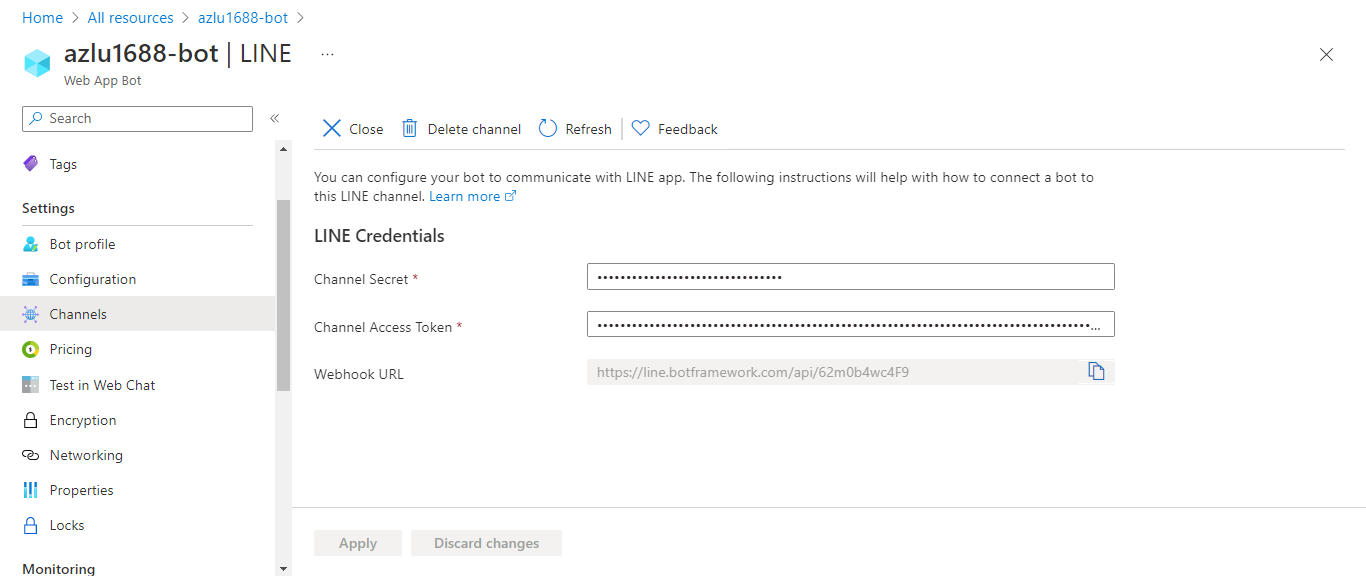 Home > All resources > azlu1688-bot >
azlu1688-bot | LINE ...
Web App Bot
Search «
Tags
Settings
Bot profile
Configuration
Channels
Pricing
Test in Web Chat
Encryption
Networking
Properties
Locks
Monitoring
Close Delete channel Refresh Feedback
You can configure your bot to communicate with LINE app. The following instructions will help with how to connect a bot to
this LINE channel. Learn more
LINE Credentials
Channel Secret * ••••••••••••••••••••••••••••••••
Channel Access Token * ••••••••••••••••••••••••••••••••••••••••••••••••••••••••••••••••••••••••••••••••••••...
Webhook URL https://line.botframework.com/api/62m0b4wc4F9
Apply Discard changes